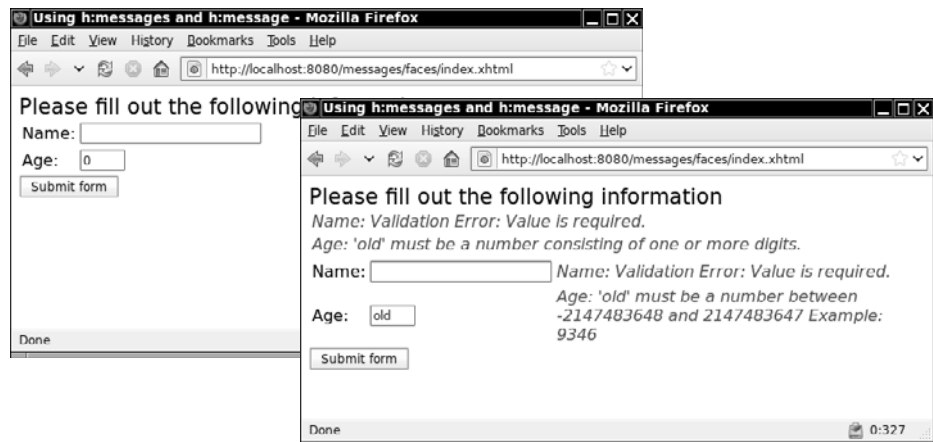 Using h:messages and h:message - Mozilla Firefox
File Edit View History Bookmarks Tools Help
http://localhost:8080/messages/faces/index.xhtml
Please fill out the following
Name:
Age: 0
Submit form
Done
Using h:messages and h:message - Mozilla Firefox
File Edit View History Bookmarks Tools Help
http://localhost:8080/messages/faces/index.xhtml
Please fill out the following information
Name: Validation Error: Value is required.
Age: 'old' must be a number consisting of one or more digits.
Name: Name: Validation Error: Value is required.
Age: old Age: 'old' must be a number between
-2147483648 and 2147483647 Example:
9346
Submit form
Done 0:327